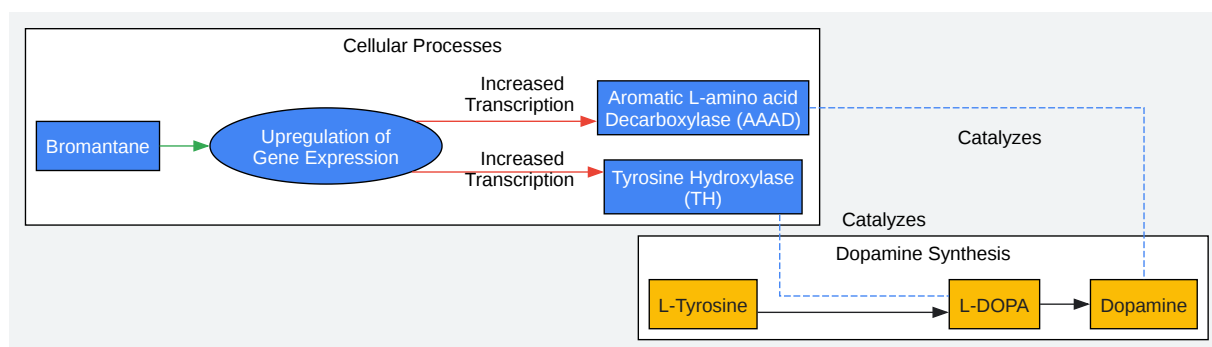 Cellular Processes
Bromantane
Upregulation of
Gene Expression
Increased
Transcription
Increased
Transcription
Aromatic L-amino acid
Decarboxylase (AAAD)
Tyrosine Hydroxylase
(TH)
Catalyzes
Catalyzes
Dopamine Synthesis
L-Tyrosine
L-DOPA
Dopamine